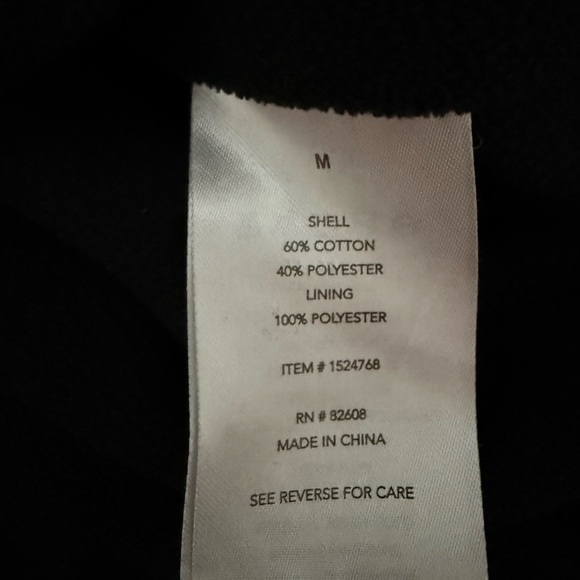 M
SHELL
60% COTTON
40% POLYESTER
LINING
100% POLYESTER
ITEM # 1524768
RN # 82608
MADE IN CHINA
SEE REVERSE FOR CARE